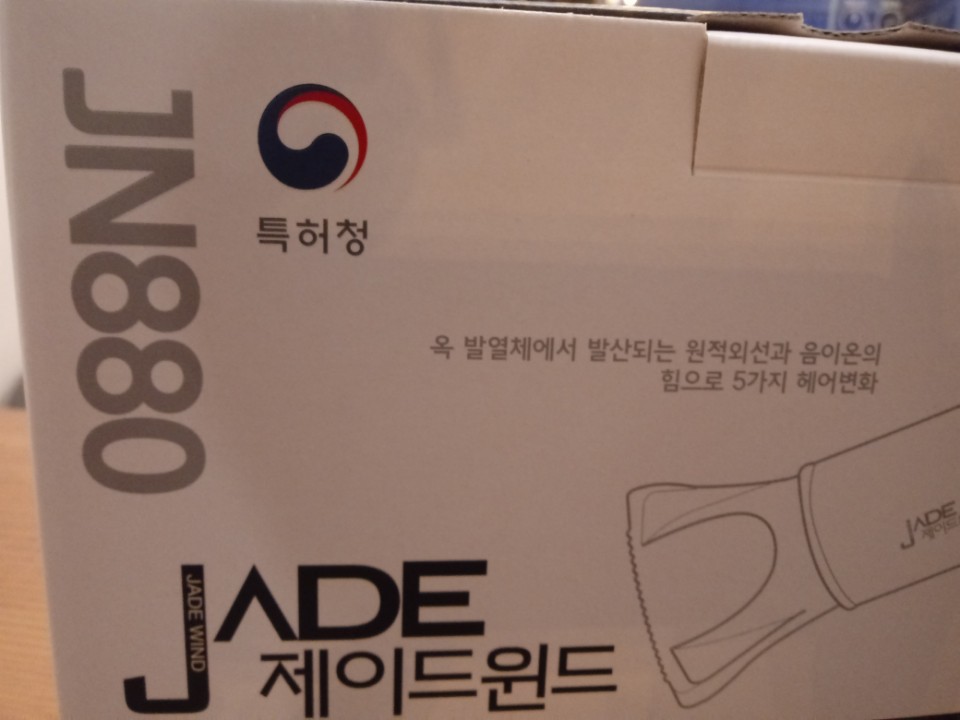 JN880
특허청
옥 발열체에서 발산되는 원적외선과 음이온의
힘으로 5가지 헤어변화
JADE
제이드윈드
JADE WIND
JADE